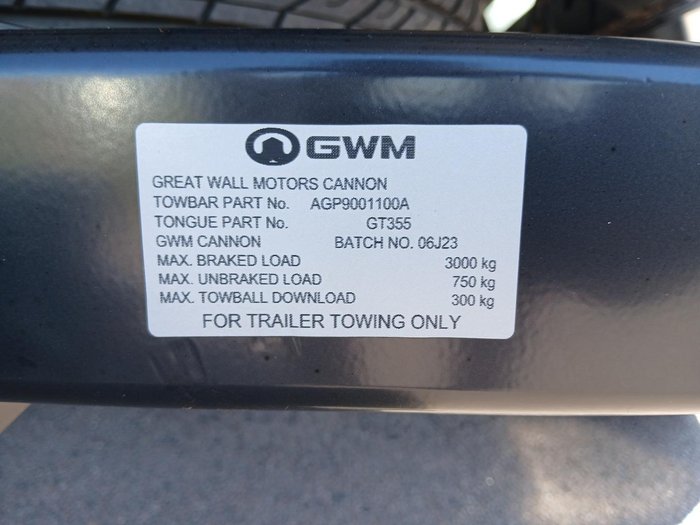 GWM
GREAT WALL MOTORS CANNON
TOWBAR PART No. AGP9001100A
TONGUE PART No. GT355
GWM CANNON BATCH NO. 06J23
MAX. BRAKED LOAD 3000 kg
MAX. UNBRAKED LOAD 750 kg
MAX. TOWBALL DOWNLOAD 300 kg
FOR TRAILER TOWING ONLY